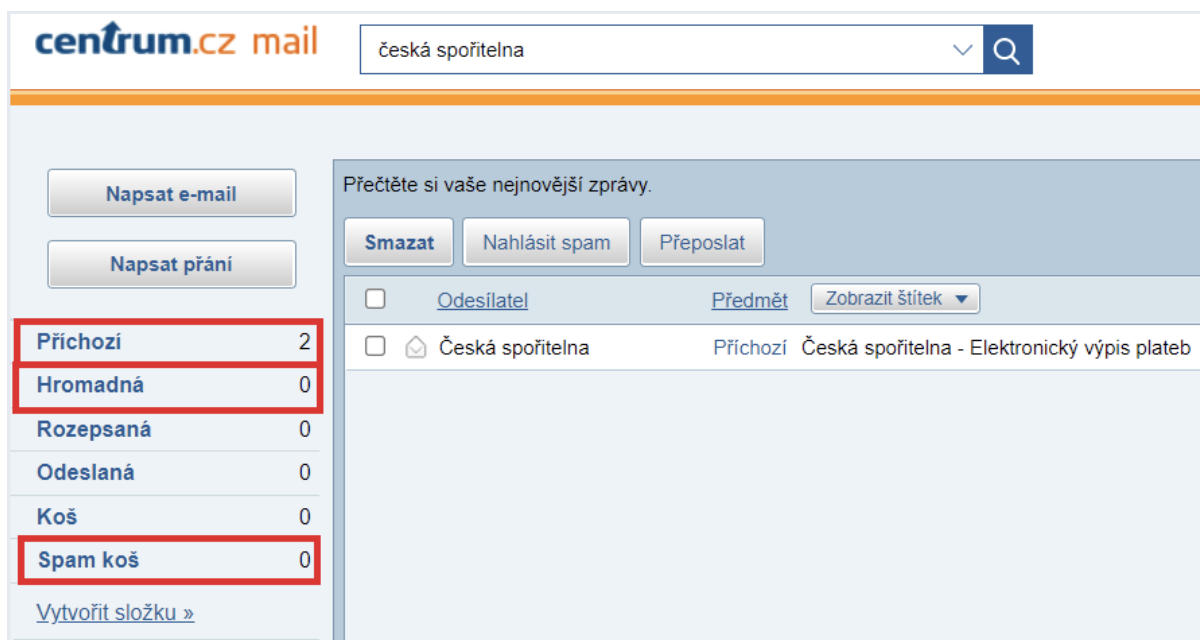 centrum.cz mail
česká spořitelna
Napsat e-mail
Napsat přání
Příchozí 2
Hromadná 0
Rozepsaná 0
Odeslaná 0
Koš 0
Spam koš 0
Vytvořit složku »
Přečtěte si vaše nejnovější zprávy.
Smazat Nahlásit spam Přeposlat
Odesílatel Předmět Zobrazit štítek
Česká spořitelna Příchozí Česká spořitelna - Elektronický výpis plateb